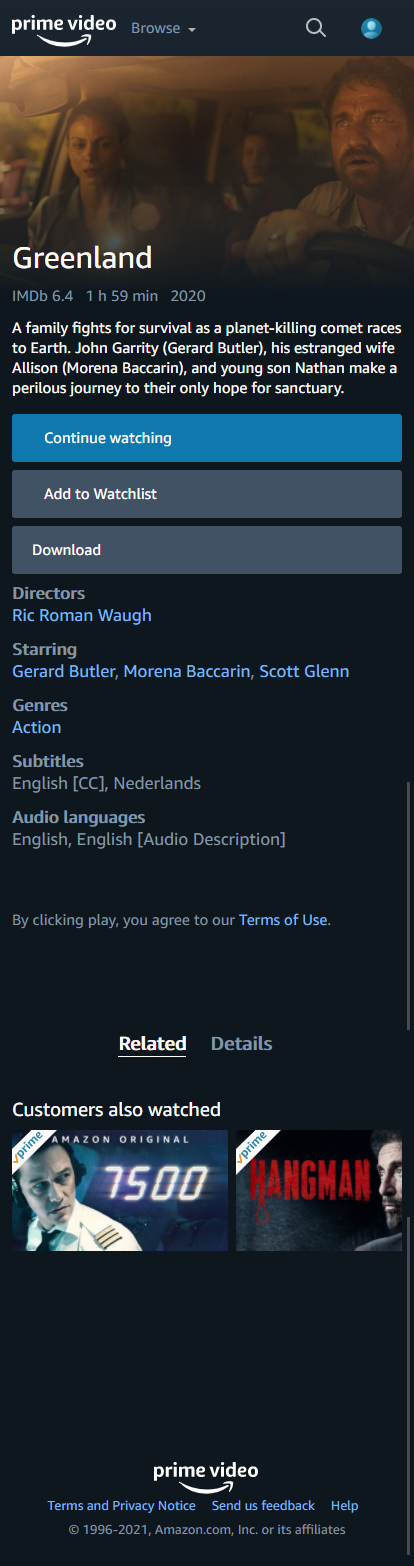 prime video
Browse
Greenland
IMDb 6.4 1 h 59 min 2020
A family fights for survival as a planet-killing comet races
to Earth. John Garrity (Gerard Butler), his estranged wife
Allison (Morena Baccarin), and young son Nathan make a
perilous journey to their only hope for sanctuary.
Continue watching
Add to Watchlist
Download
Directors
Ric Roman Waugh
Starring
Gerard Butler, Morena Baccarin, Scott Glenn
Genres
Action
Subtitles
English [CC], Nederlands
Audio languages
English, English [Audio Description]
By clicking play, you agree to our Terms of Use.
Related Details
Customers also watched
prime AMAZON ORIGINAL
7500
prime
HANGMAN
prime video
Terms and Privacy Notice Send us feedback Help
© 1996-2021, Amazon.com, Inc. or its affiliates